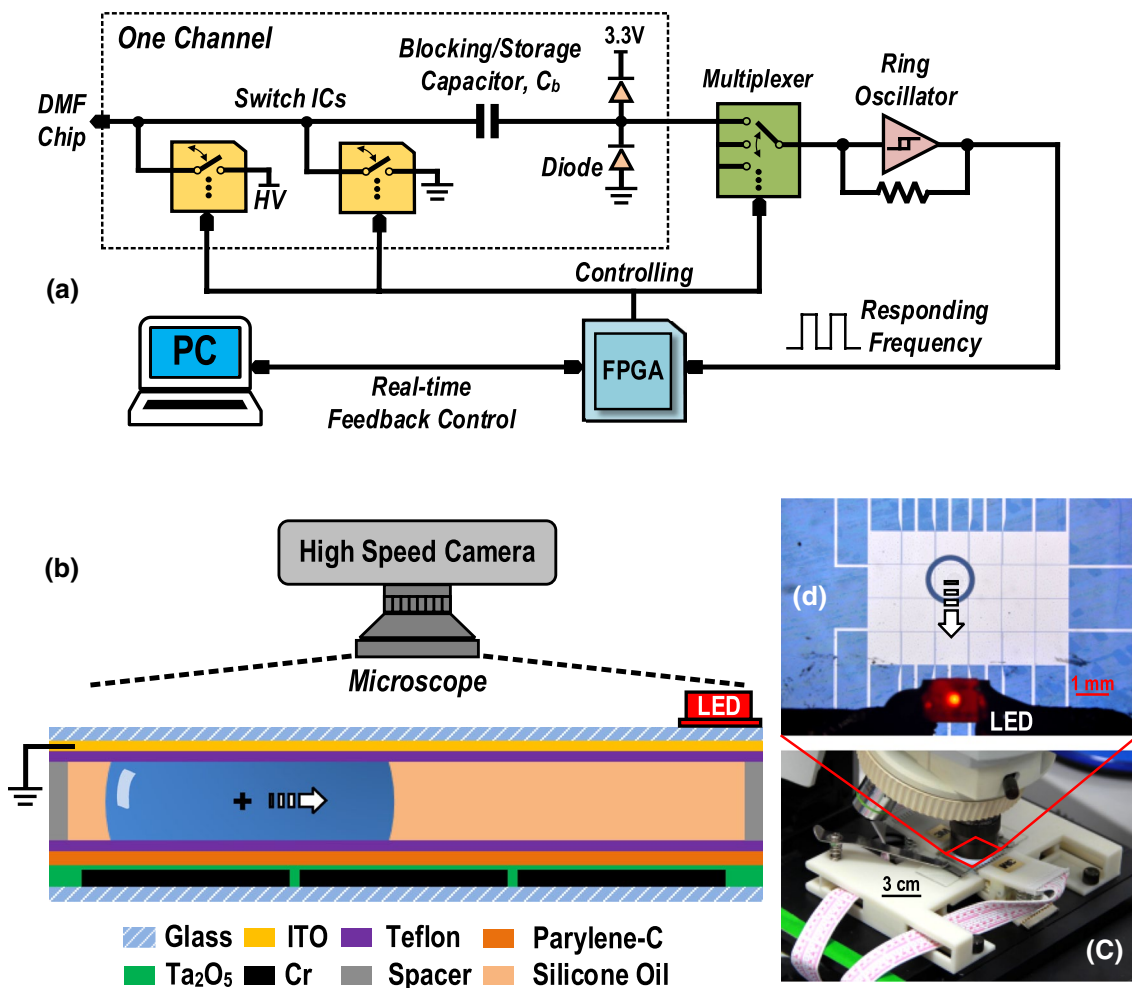 One Channel
3.3V
Blocking/Storage
Capacitor, Cb
Multiplexer
Ring
Oscillator
DMF
Chip
Switch ICs
Diode
HV
(a)
Controlling
PC
FPGA
Responding
Frequency
Real-time
Feedback Control
(b)
High Speed Camera
Microscope
LED
+
Glass
ITO
Teflon
Parylene-C
Ta2O5
Cr
Spacer
Silicone Oil
(d)
1 mm
LED
3 cm
(C)